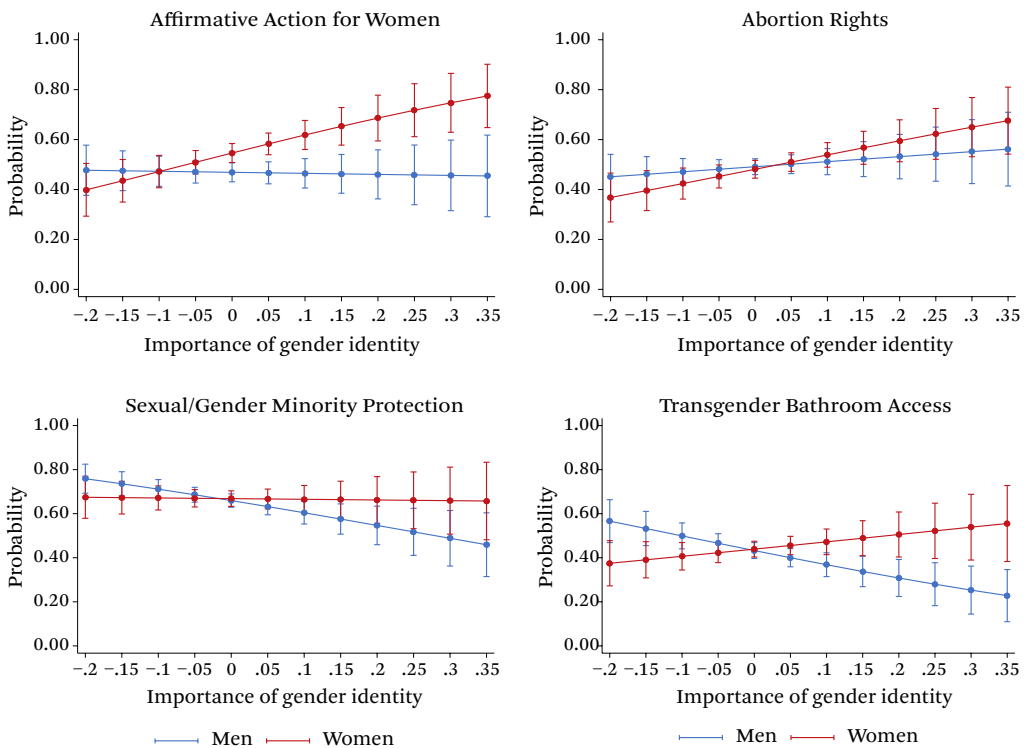 Affirmative Action for Women
1.00
0.80
0.60
0.40
0.20
0.00
Probability
−.2 −.15 −.1 −.05 0 .05 .1 .15 .2 .25 .3 .35
Importance of gender identity
Abortion Rights
1.00
0.80
0.60
0.40
0.20
0.00
Probability
−.2 −.15 −.1 −.05 0 .05 .1 .15 .2 .25 .3 .35
Importance of gender identity
Sexual/Gender Minority Protection
1.00
0.80
0.60
0.40
0.20
0.00
Probability
−.2 −.15 −.1 −.05 0 .05 .1 .15 .2 .25 .3 .35
Importance of gender identity
Men Women
Transgender Bathroom Access
1.00
0.80
0.60
0.40
0.20
0.00
Probability
−.2 −.15 −.1 −.05 0 .05 .1 .15 .2 .25 .3 .35
Importance of gender identity
Men Women